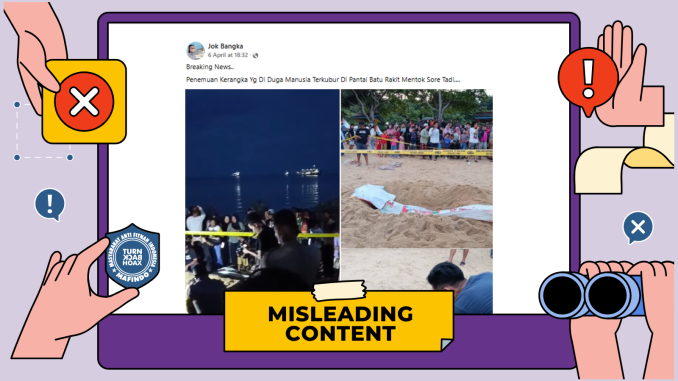 Jok Bangka
6 April at 18:32
Breaking News..
Penemuan Kerangka Yg Di Duga Manusia Terkubur Di Pantai Batu Rakit Mentok Sore Tadi....
MASYARAKAT ANTI FITNAH INDONESIA
TURN
BACK
HOAX
MAFINDO
MISLEADING
CONTENT